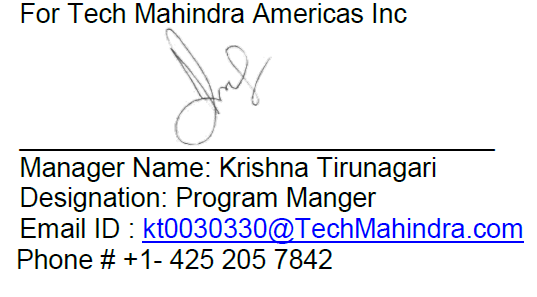 For Tech Mahindra Americas Inc
Manager Name: Krishna Tirunagari
Designation: Program Manger
Email ID : kt0030330@TechMahindra.com
Phone # +1- 425 205 7842